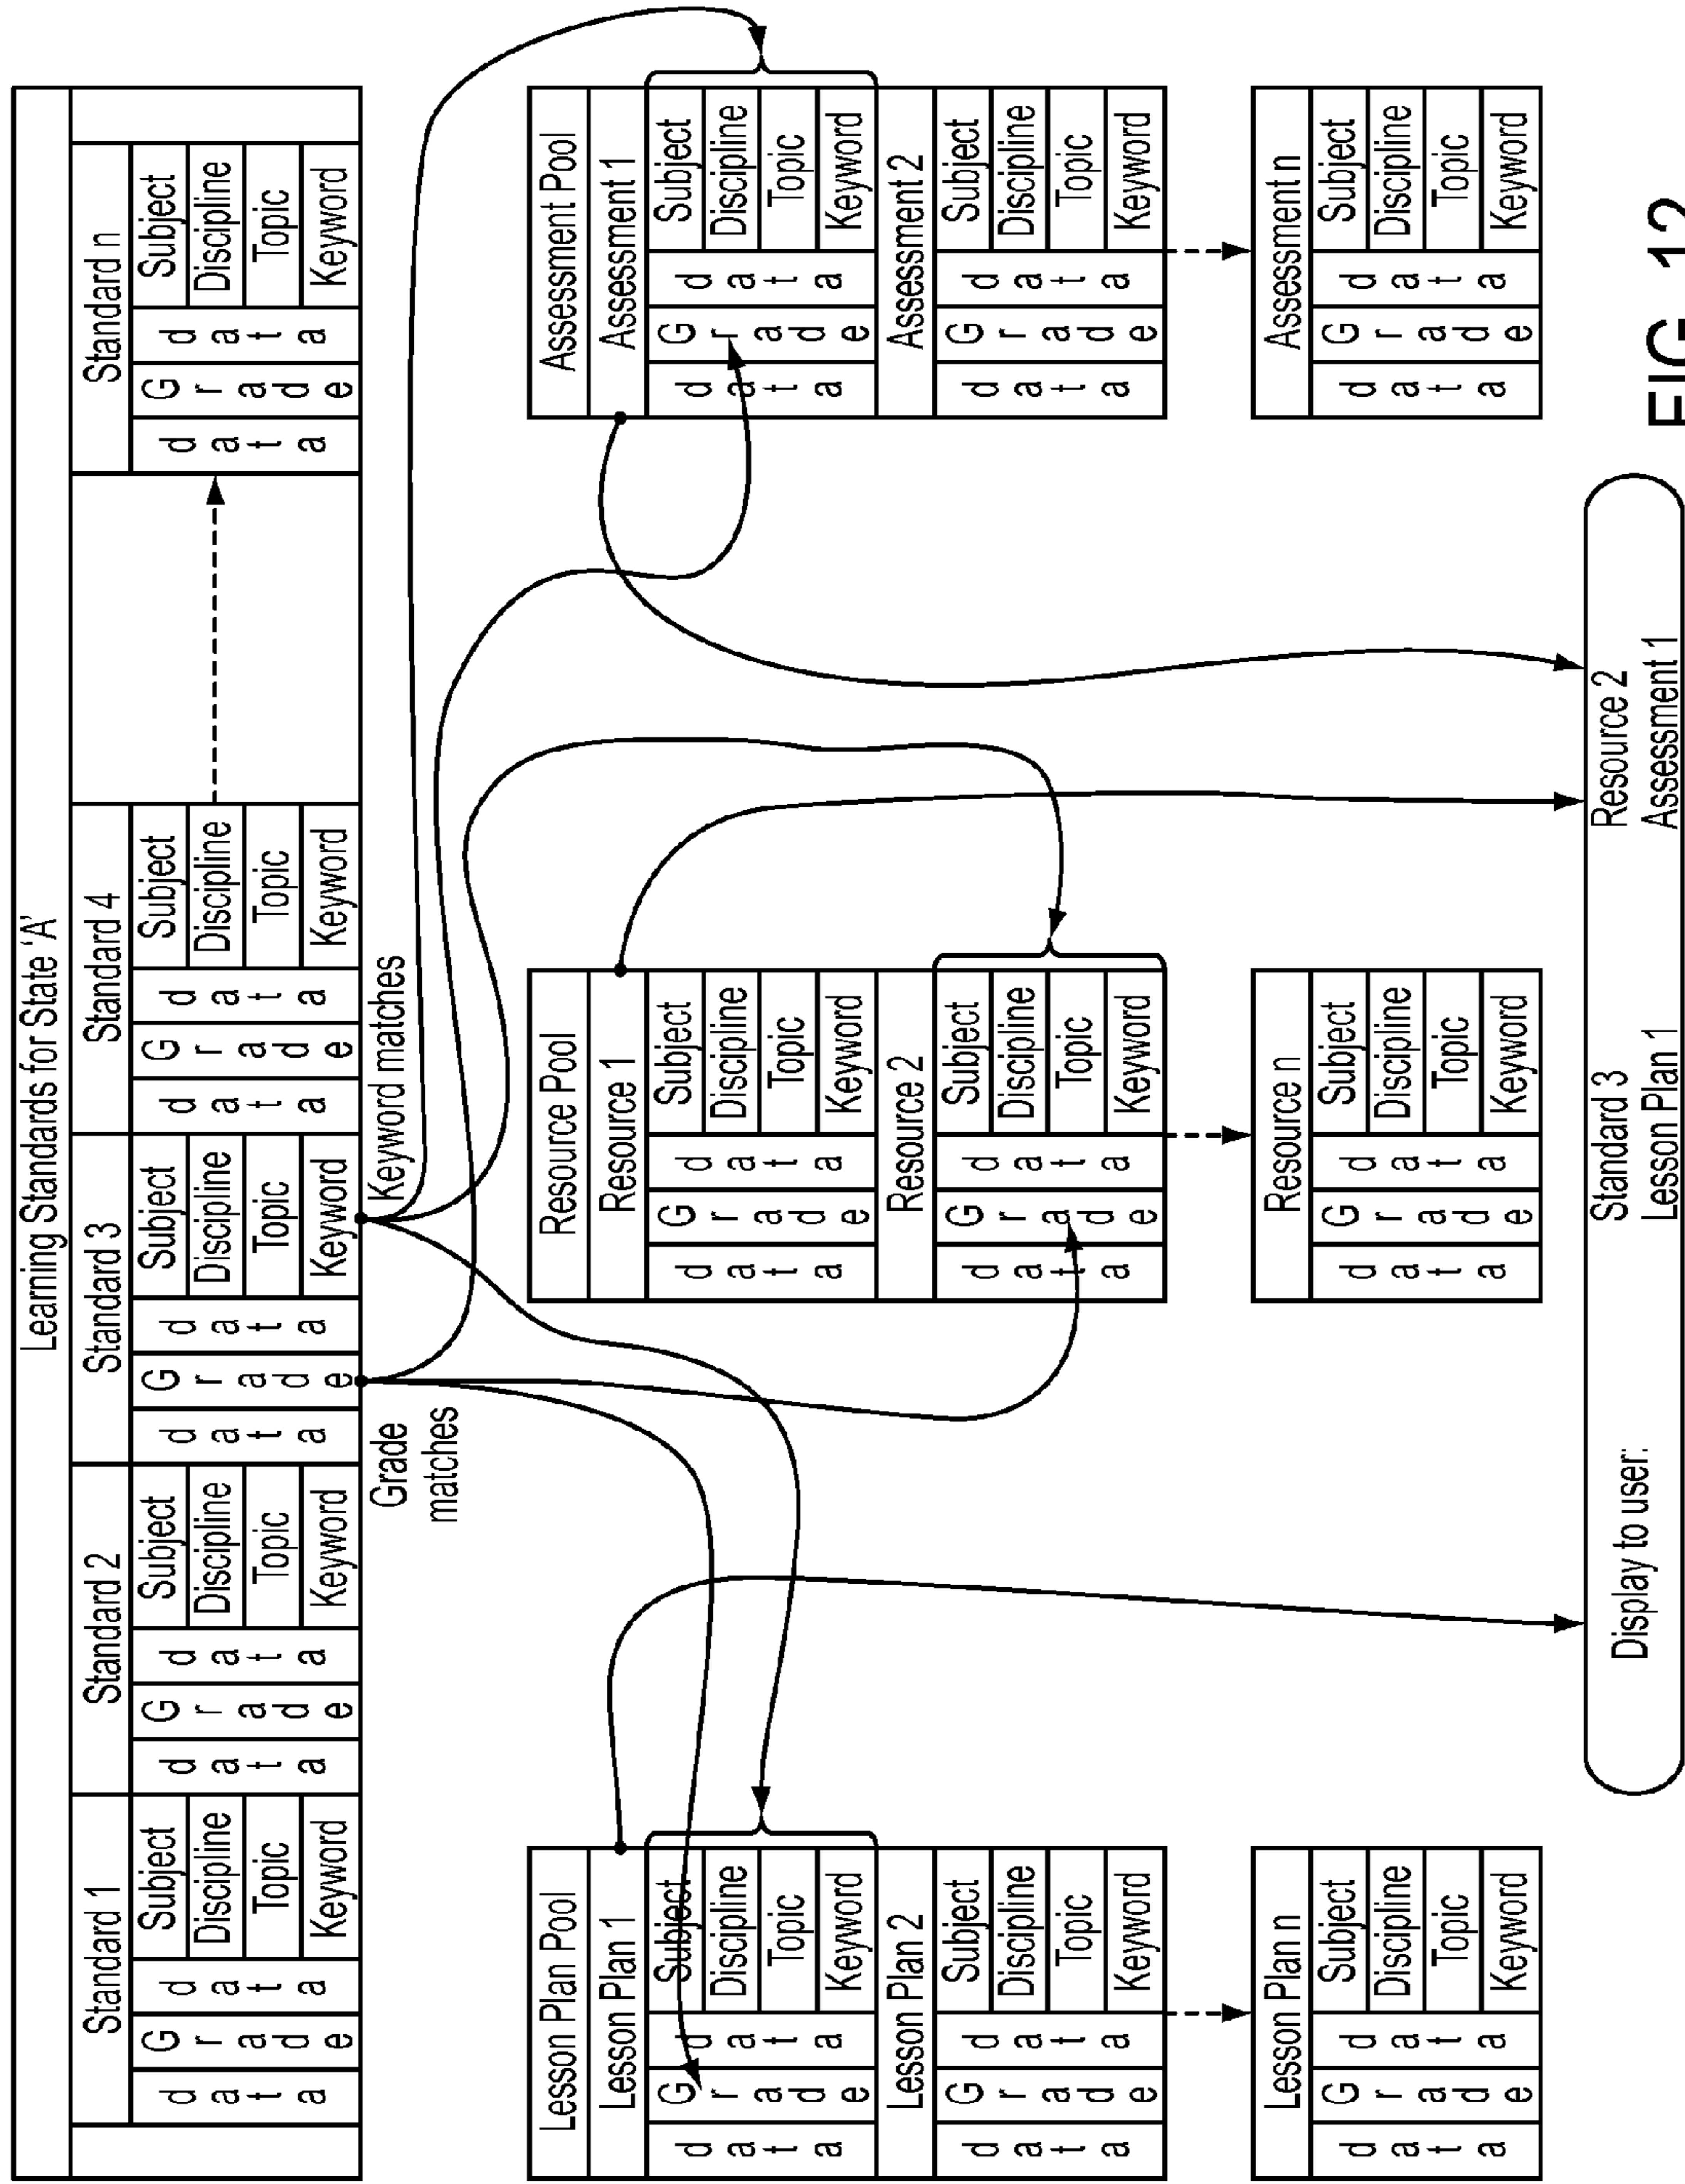 Learning Standards for State 'A'
Standard 1
data
Grade
data
Subject
Discipline
Topic
Keyword
Standard 2
data
Grade
data
Subject
Discipline
Topic
Keyword
Standard 3
data
Grade
data
Subject
Discipline
Topic
Keyword
Standard 4
data
Grade
data
Subject
Discipline
Topic
Keyword
Standard n
data
Grade
data
Subject
Discipline
Topic
Keyword
Grade
matches
Keyword matches
Lesson Plan Pool
Lesson Plan 1
data
Grade
data
Subject
Discipline
Topic
Keyword
Lesson Plan 2
data
Grade
data
Subject
Discipline
Topic
Keyword
Lesson Plan n
data
Grade
data
Subject
Discipline
Topic
Keyword
Resource Pool
Resource 1
data
Grade
data
Subject
Discipline
Topic
Keyword
Resource 2
data
Grade
data
Subject
Discipline
Topic
Keyword
Resource n
data
Grade
data
Subject
Discipline
Topic
Keyword
Assessment Pool
Assessment 1
data
Grade
data
Subject
Discipline
Topic
Keyword
Assessment 2
data
Grade
data
Subject
Discipline
Topic
Keyword
Assessment n
data
Grade
data
Subject
Discipline
Topic
Keyword
Display to user:
Standard 3
Resource 2
Lesson Plan 1
Assessment 1
FIG. 12